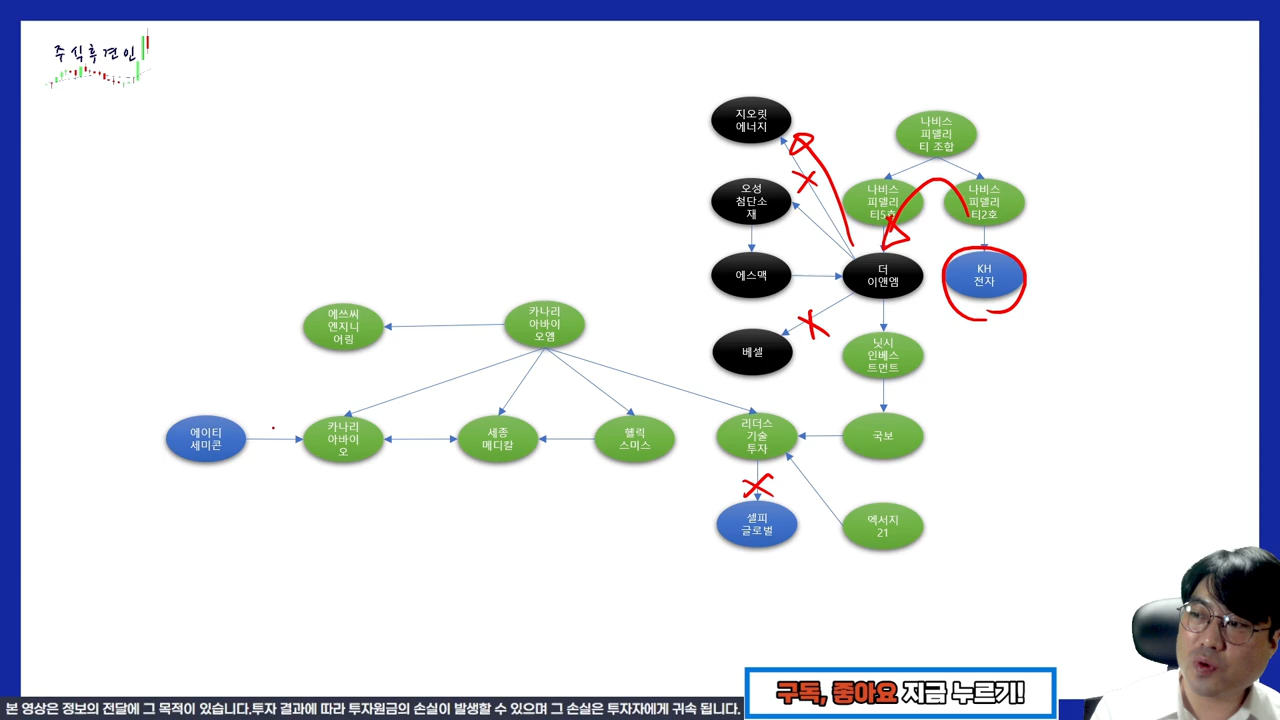 주식후견인
지오릿
에너지
나비스
피델리
티 조합
오성
첨단소
재
나비스
피델리
티5호
나비스
피델리
티2호
에스맥
더
이앤엠
KH
전자
에쓰씨
엔지니
어링
카나리
아바이
오엠
베셀
닛시
인베스
트먼트
에이티
세미콘
카나리
아바이
오
세종
메디칼
헬릭
스미스
리더스
기술
투자
국보
셀피
글로벌
엑서지
21
구독, 좋아요 지금 누르기!
본 영상은 정보의 전달에 그 목적이 있습니다.투자 결과에 따라 투자원금의 손실이 발생할 수 있으며 그 손실은 투자자에게 귀속 됩니다.